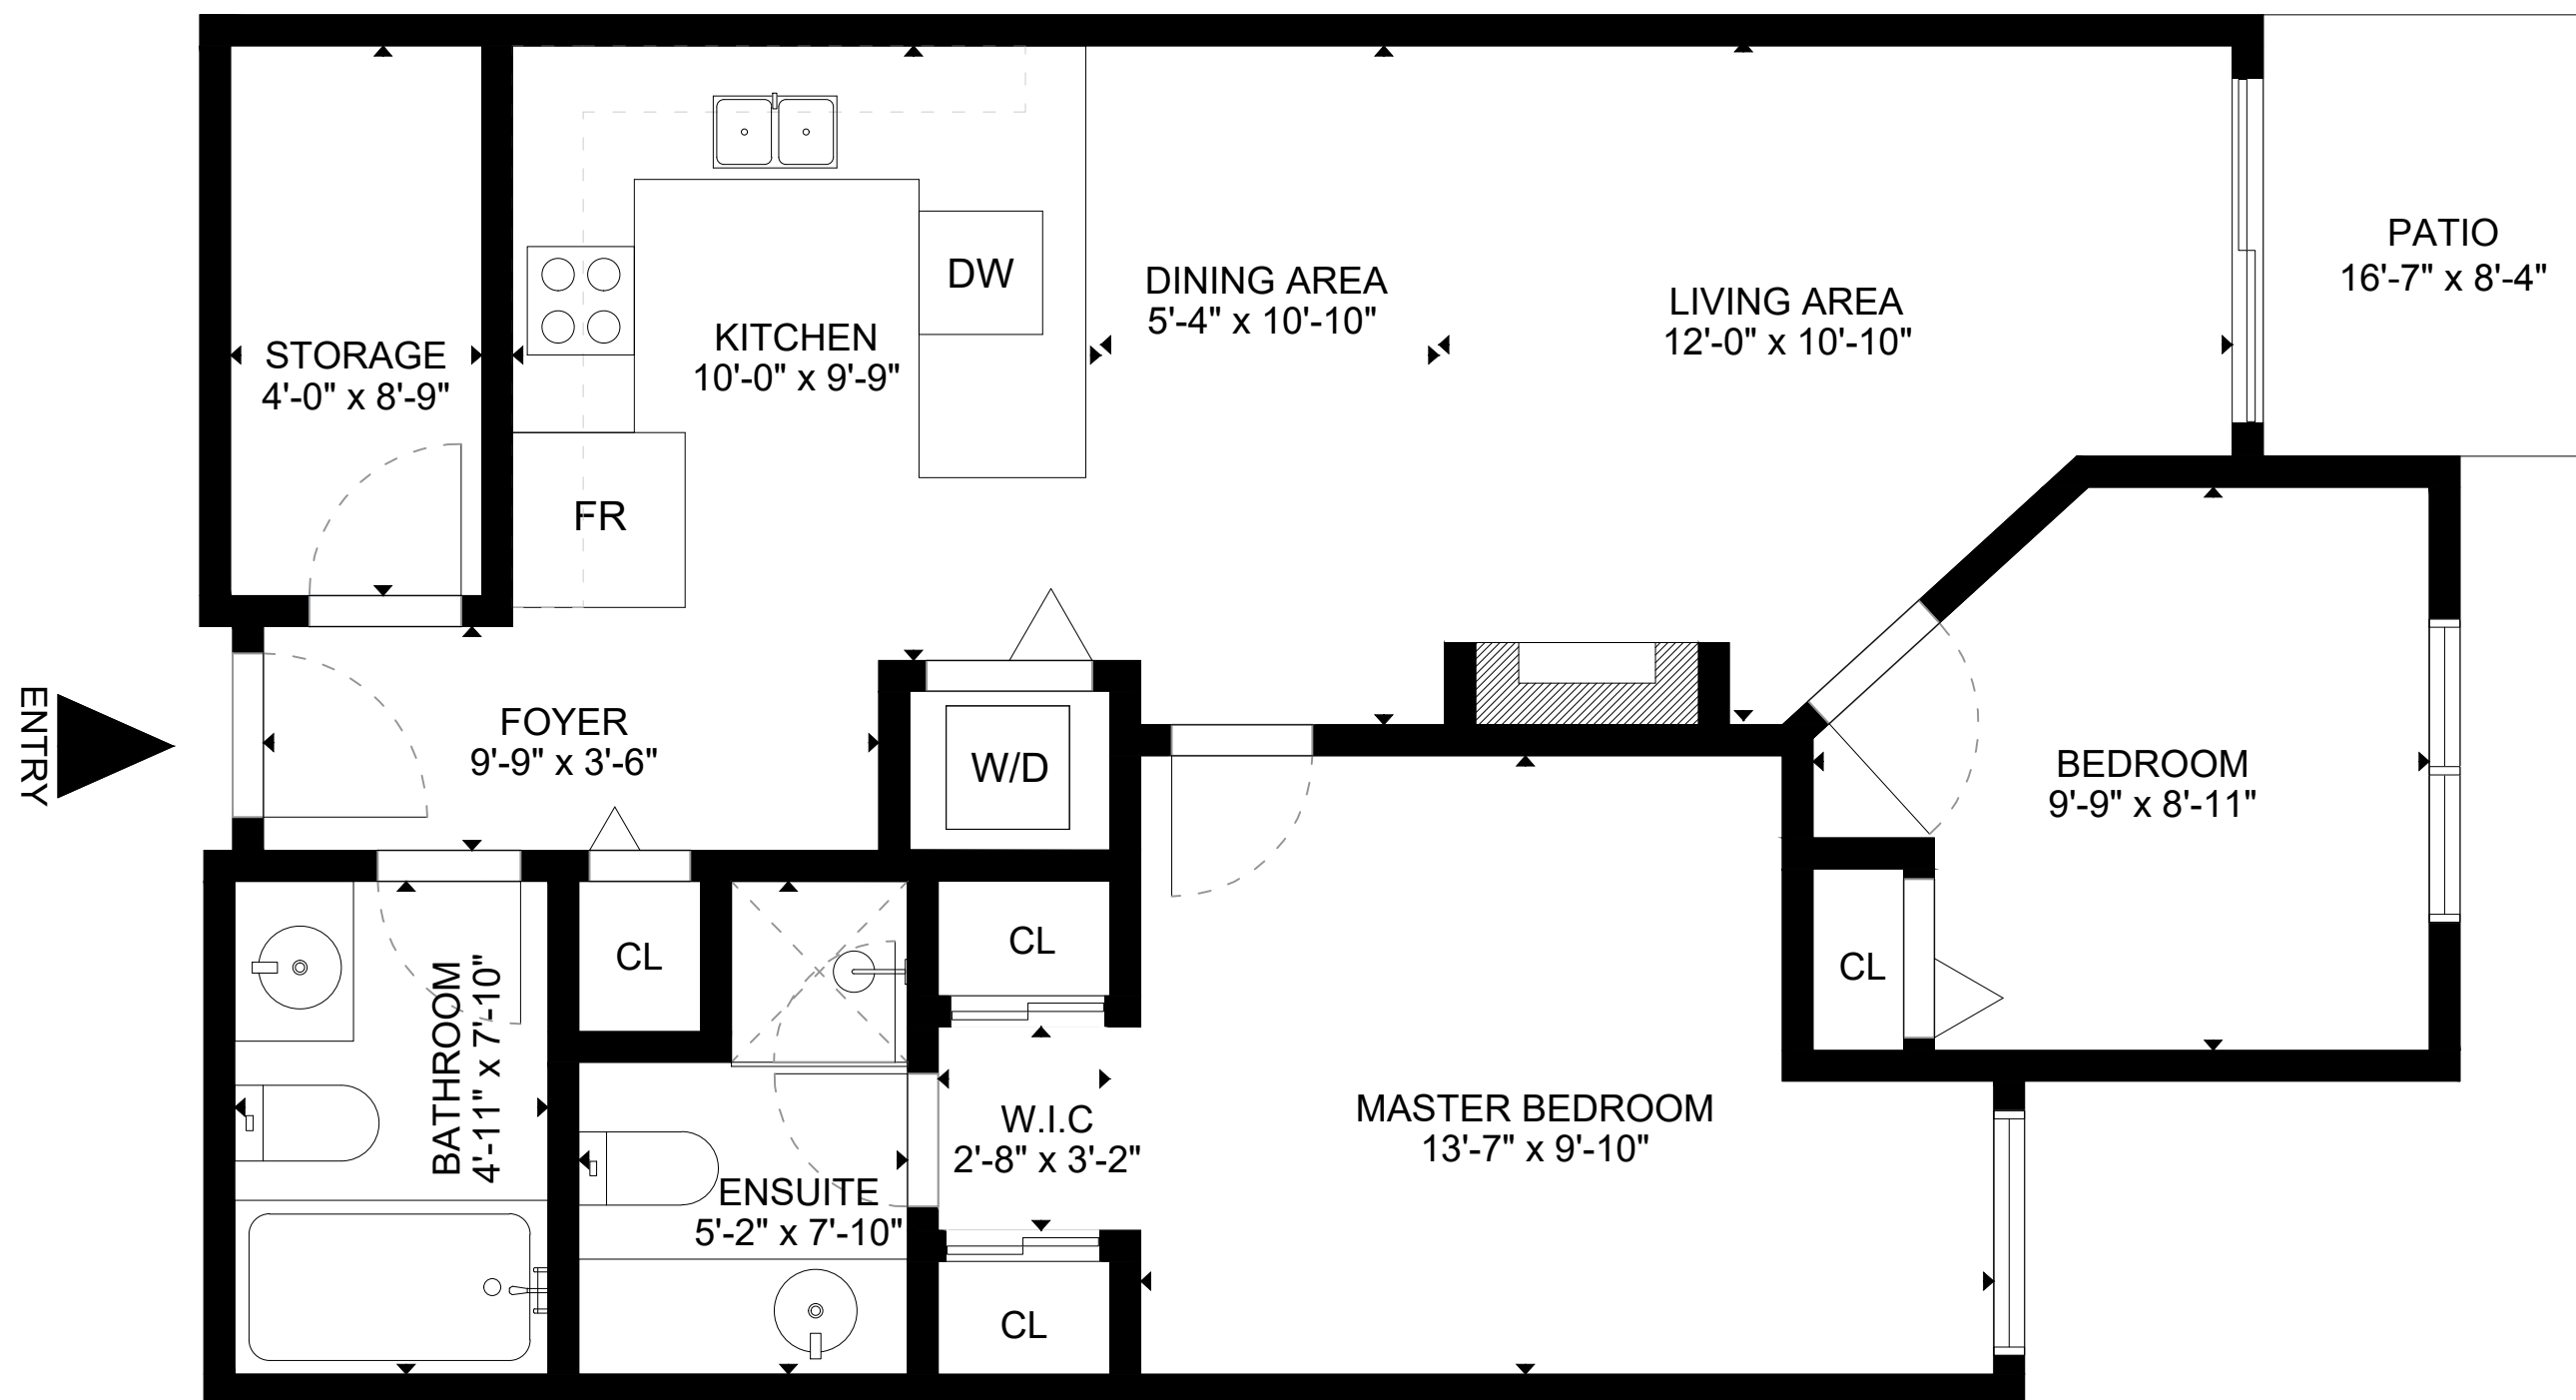 PATIO
16'-7" x 8'-4"
DINING AREA
5'-4" x 10'-10"
LIVING AREA
12'-0" x 10'-10"
DW
KITCHEN
10'-0" x 9'-9"
STORAGE
4'-0" x 8'-9"
FR
ENTRY
FOYER
9'-9" x 3'-6"
W/D
BEDROOM
9'-9" x 8'-11"
CL
CL
CL
BATHROOM
4'-11" x 7'-10"
W.I.C
2'-8" x 3'-2"
MASTER BEDROOM
13'-7" x 9'-10"
ENSUITE
5'-2" x 7'-10"
CL